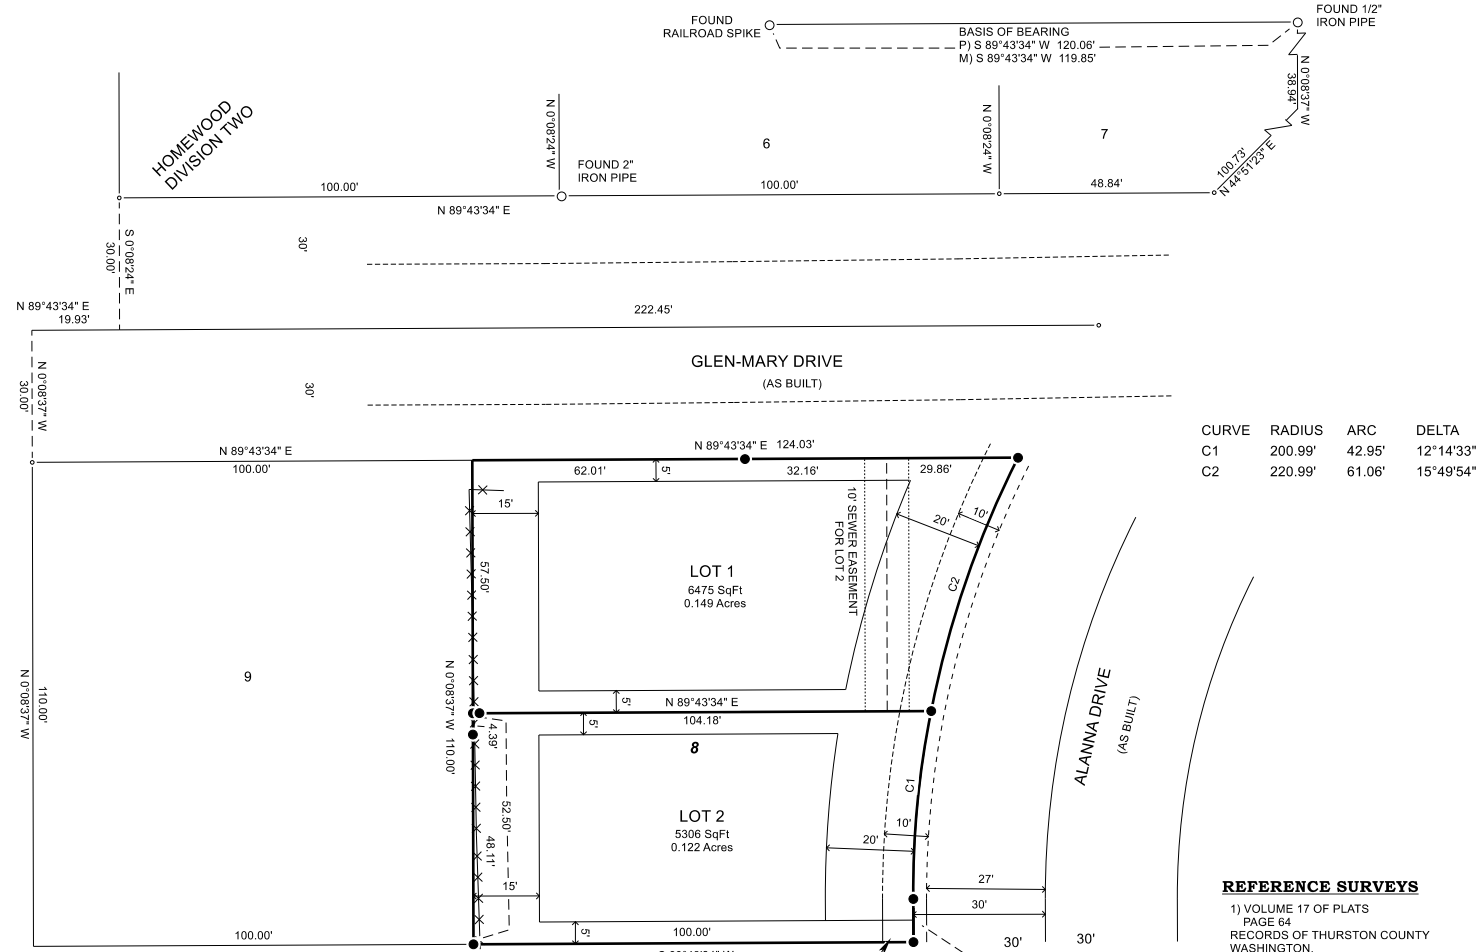 FOUND
RAILROAD SPIKE
FOUND 1/2"
IRON PIPE
BASIS OF BEARING
P) S 89°43'34" W 120.06'
M) S 89°43'34" W 119.85'
N 0°08'37" W
38.94'
HOMEWOOD
DIVISION TWO
N 0°08'24" W
N 0°08'24" W
6
7
FOUND 2"
IRON PIPE
100.73'
N 44°51'23" E
100.00'
100.00'
48.84'
N 89°43'34" E
S 0°08'24" E
30.00'
30'
N 89°43'34" E
19.93'
222.45'
GLEN-MARY DRIVE
(AS BUILT)
N 0°08'37" W
30.00'
30'
CURVE RADIUS ARC DELTA
C1 200.99' 42.95' 12°14'33"
C2 220.99' 61.06' 15°49'54"
N 89°43'34" E
100.00'
N 89°43'34" E 124.03'
62.01'
5'
32.16'
29.86'
15'
10' SEWER EASEMENT
FOR LOT 2
20'
10'
57.50'
LOT 1
6475 SqFt
0.149 Acres
C2
9
N 0°08'37" W
110.00'
N 0°08'37" W 110.00'
5'
N 89°43'34" E
104.18'
5'
4.39'
8
ALANNA DRIVE
(AS BUILT)
C1
52.50'
48.11'
LOT 2
5306 SqFt
0.122 Acres
10'
20'
15'
27'
30'
REFERENCE SURVEYS
1) VOLUME 17 OF PLATS
PAGE 64
RECORDS OF THURSTON COUNTY
WASHINGTON.
100.00'
5'
100.00'
30'
30'